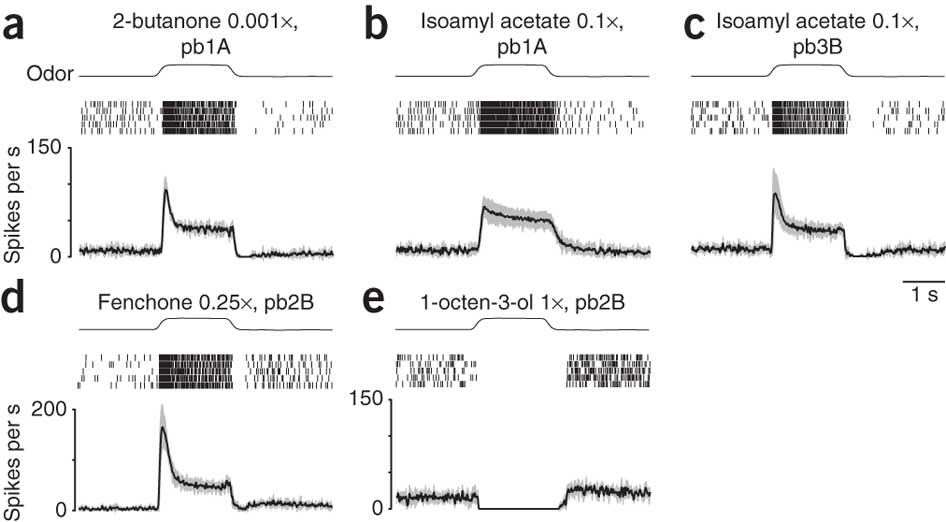 a
2-butanone 0.001×,
pb1A
b
Isoamyl acetate 0.1×,
pb1A
c
Isoamyl acetate 0.1×,
pb3B
Odor
150
Spikes per s
0
1 s
d
Fenchone 0.25×, pb2B
e
1-octen-3-ol 1×, pb2B
200
Spikes per s
0
150
0